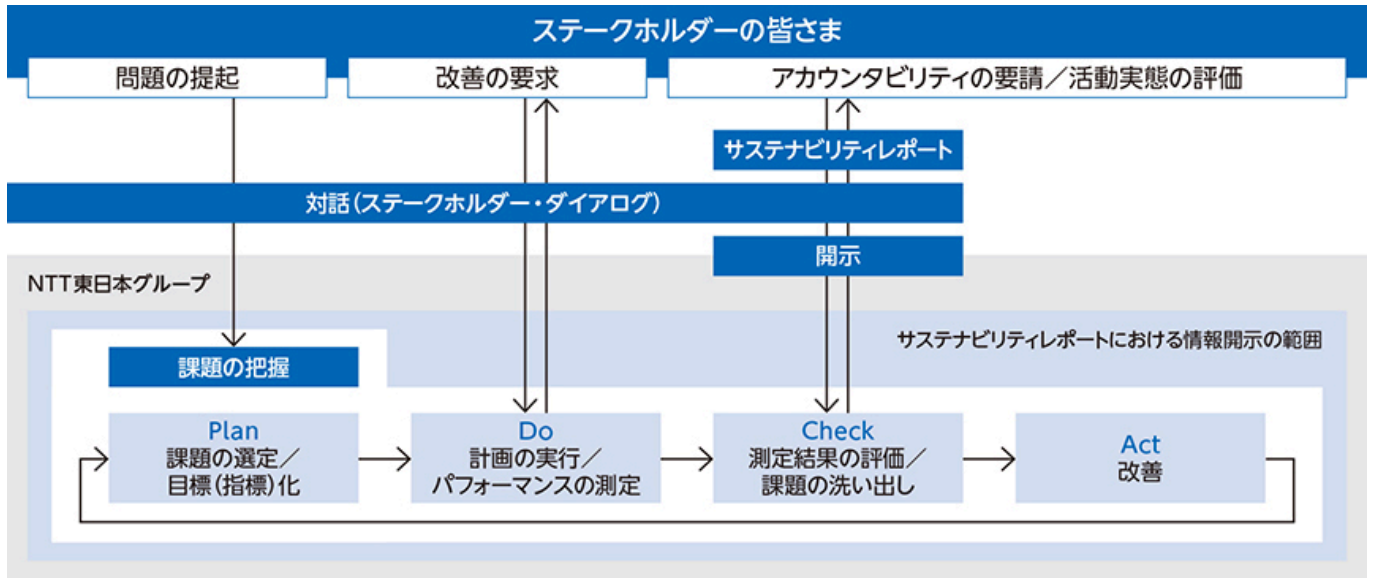 ステークホルダーの皆さま
問題の提起
改善の要求
アカウンタビリティの要請／活動実態の評価
サステナビリティレポート
対話（ステークホルダー・ダイアログ）
開示
NTT東日本グループ
サステナビリティレポートにおける情報開示の範囲
課題の把握
Plan
課題の選定／
目標（指標）化
Do
計画の実行／
パフォーマンスの測定
Check
測定結果の評価／
課題の洗い出し
Act
改善